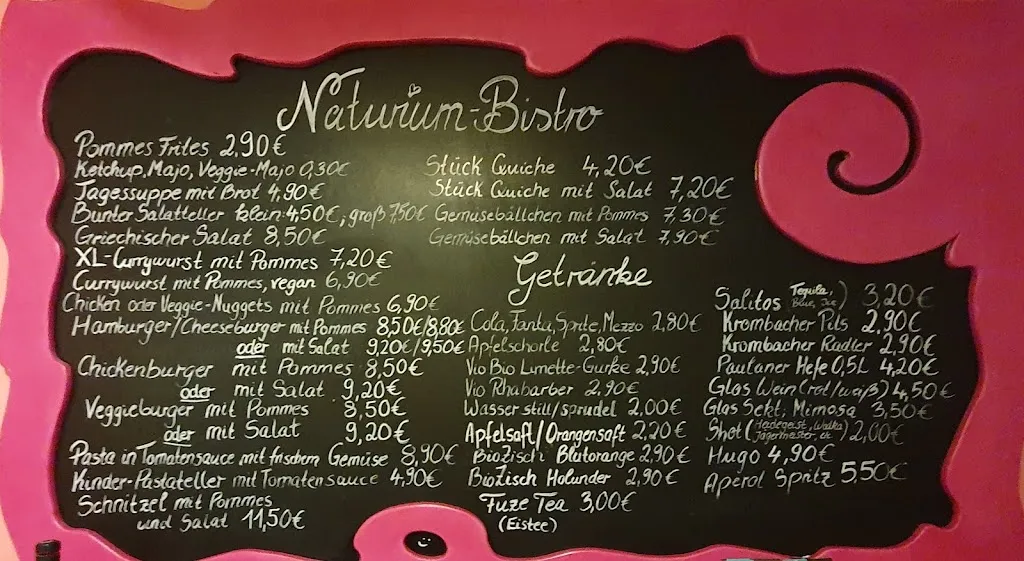 Naturium-Bistro
Pommes Frites 2,90€
Ketchup, Majo, Veggie-Majo 0,30€
Tagessuppe mit Brot 4,90€
Bunter Salatteller klein 4,50€, groß 7,50€
Griechischer Salat 8,50€
XL-Currywurst mit Pommes 7,20€
Currywurst mit Pommes, vegan 6,90€
Chicken oder Veggie-Nuggets mit Pommes 6,90€
Hamburger/Cheeseburger mit Pommes 8,50€/8,80€
oder mit Salat 9,20€/9,50€
Chickenburger mit Pommes 8,50€
oder mit Salat 9,20€
Veggieburger mit Pommes 8,50€
oder mit Salat 9,20€
Pasta in Tomatensauce mit frischem Gemüse 8,90€
Kinder-Pastateller mit Tomatensauce 4,90€
Schnitzel mit Pommes
und Salat 11,50€
Stück Quiche 4,20€
Stück Quiche mit Salat 7,20€
Gemüsebällchen mit Pommes 7,30€
Gemüsebällchen mit Salat 7,90€
Getränke
Cola, Fanta, Sprite, Mezzo 2,80€
Apfelschorle 2,80€
Vio Bio Limette-Gurke 2,90€
Vio Rhabarber 2,90€
Wasser still/sprudel 2,00€
Apfelsaft/Orangensaft 2,20€
BioZisch Blutorange 2,90€
BioZisch Holunder 2,90€
Fuze Tea 3,00€
(Eistee)
Salitos Tequila, Blue, Ice) 3,20€
Krombacher Pils 2,90€
Krombacher Radler 2,90€
Paulaner Hefe 0,5L 4,20€
Glas Wein (rot/weiß) 4,50€
Glas Sekt, Mimosa 3,50€
Shot (Hadegeist, Wodka, Jägermeister, etc) 2,00€
Hugo 4,90€
Aperol Spritz 5,50€